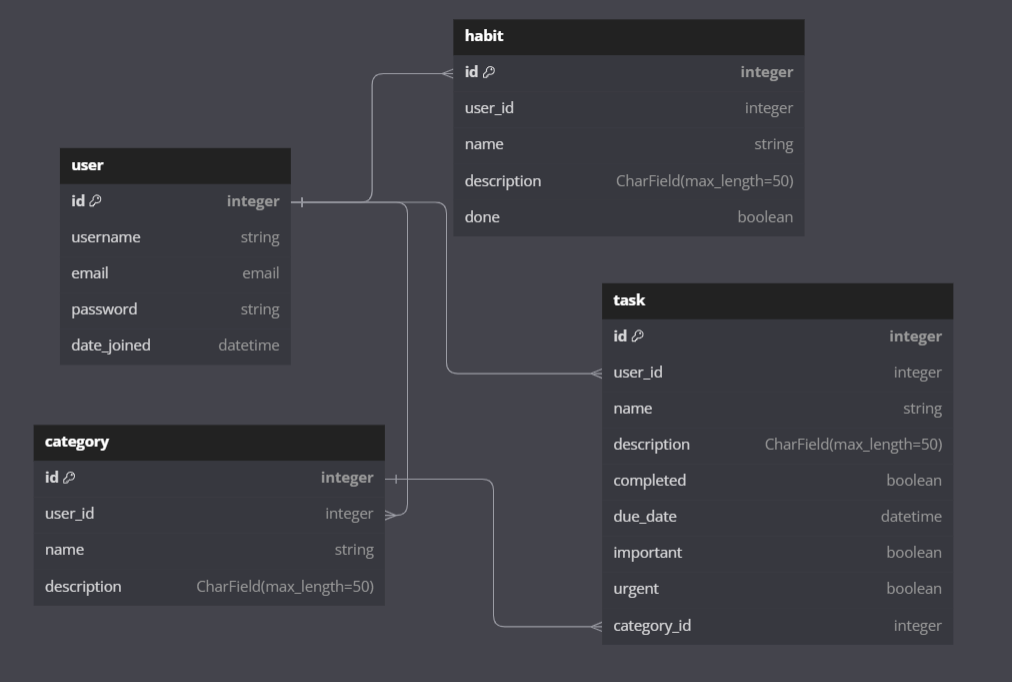 habit
id integer
user_id integer
name string
description CharField(max_length=50)
done boolean
user
id integer
username string
email email
password string
date_joined datetime
task
id integer
user_id integer
name string
description CharField(max_length=50)
completed boolean
due_date datetime
important boolean
urgent boolean
category_id integer
category
id integer
user_id integer
name string
description CharField(max_length=50)